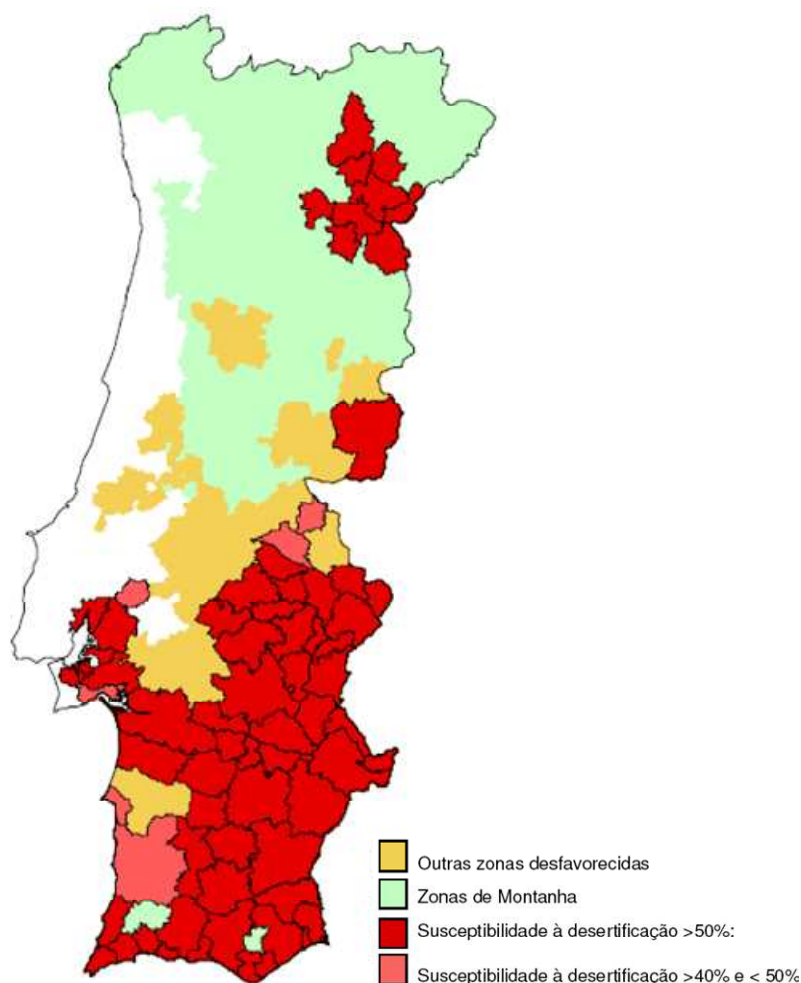 Outras zonas desfavorecidas
Zonas de Montanha
Susceptibilidade à desertificação >50%:
Susceptibilidade à desertificação >40% e < 50%